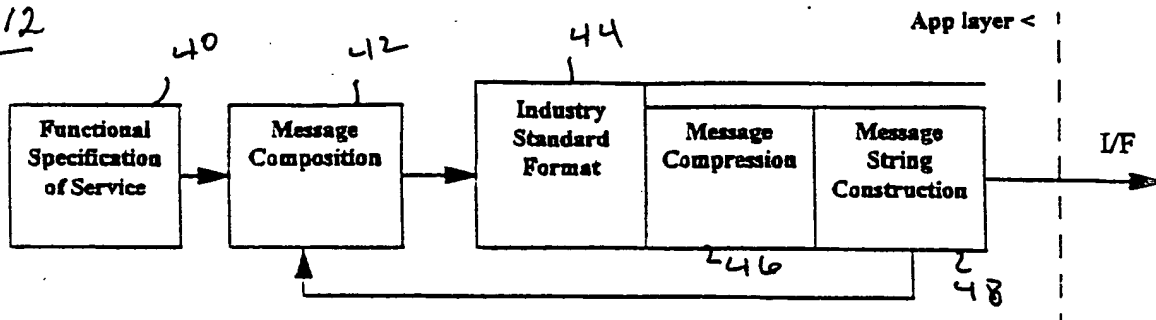 12
40
42
44
App layer <
Functional
Specification
of Service
Message
Composition
Industry
Standard
Format
Message
Compression
Message
String
Construction
I/F
46
48